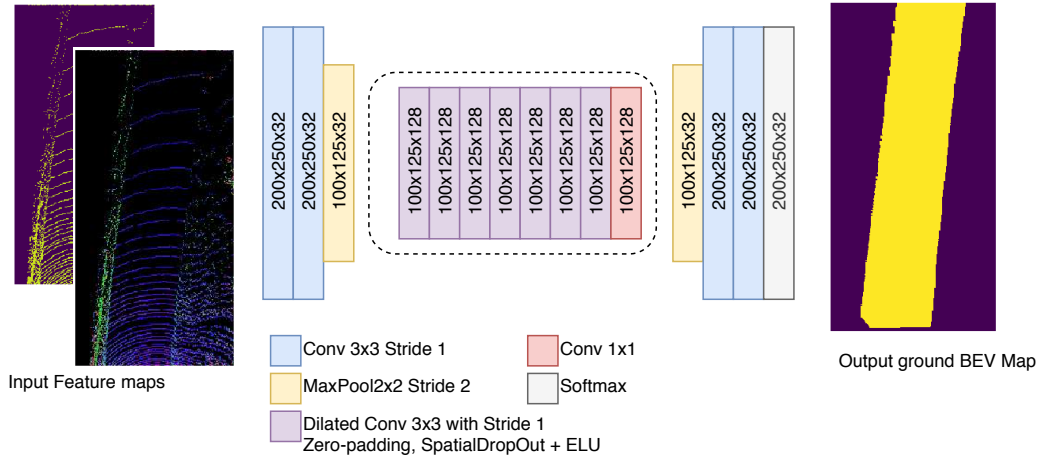 200x250x32
200x250x32
100x125x32
100x125x128
100x125x128
100x125x128
100x125x128
100x125x128
100x125x128
100x125x128
100x125x128
100x125x32
200x250x32
200x250x32
200x250x32
Input Feature maps
Conv 3x3 Stride 1
Conv 1x1
MaxPool2x2 Stride 2
Softmax
Dilated Conv 3x3 with Stride 1
Zero-padding, SpatialDropOut + ELU
Output ground BEV Map